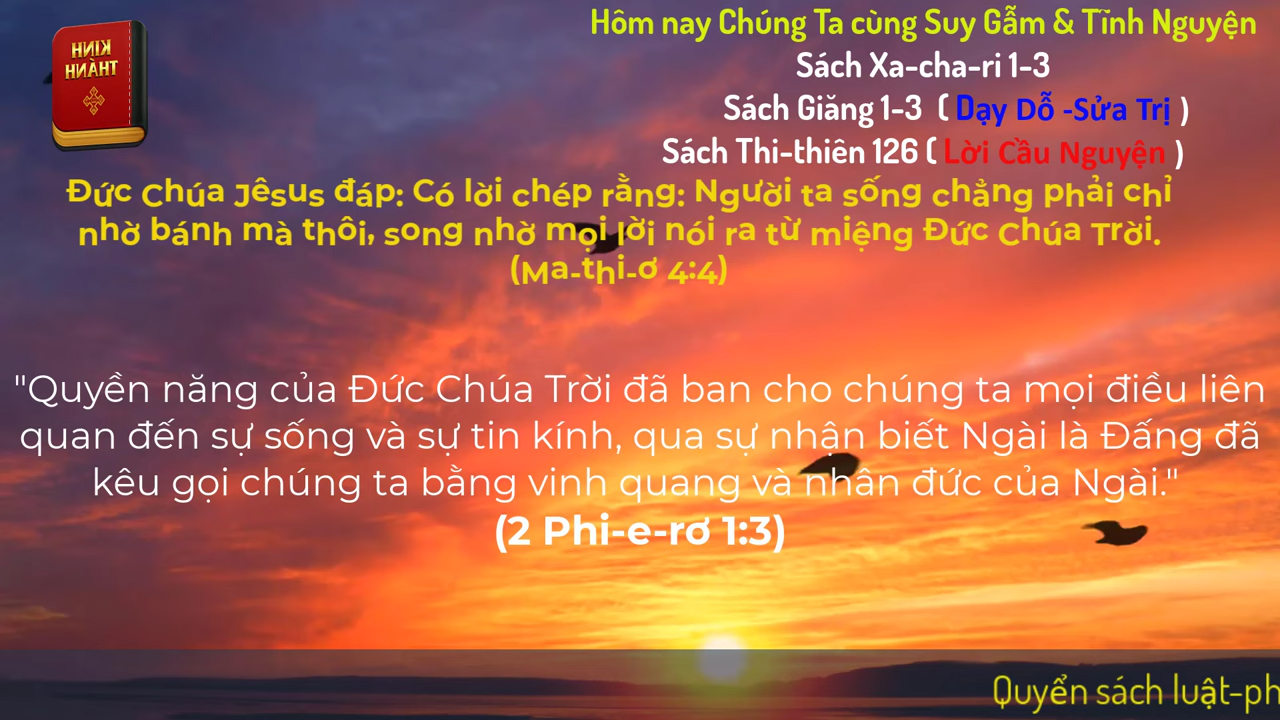 KINH
THÁNH
Hôm nay Chúng Ta cùng Suy Gẫm & Tĩnh Nguyện
Sách Xa-cha-ri 1-3
Sách Giăng 1-3 ( Dạy Dỗ -Sửa Trị )
Sách Thi-thiên 126 ( Lời Cầu Nguyện )
Đức Chúa Jêsus đáp: Có lời chép rằng: Người ta sống chẳng phải chỉ
nhờ bánh mà thôi, song nhờ mọi lời nói ra từ miệng Đức Chúa Trời.
(Ma-thi-ơ 4:4)
"Quyền năng của Đức Chúa Trời đã ban cho chúng ta mọi điều liên
quan đến sự sống và sự tin kính, qua sự nhận biết Ngài là Đấng đã
kêu gọi chúng ta bằng vinh quang và nhân đức của Ngài."
(2 Phi-e-rơ 1:3)
Quyển sách luật-ph